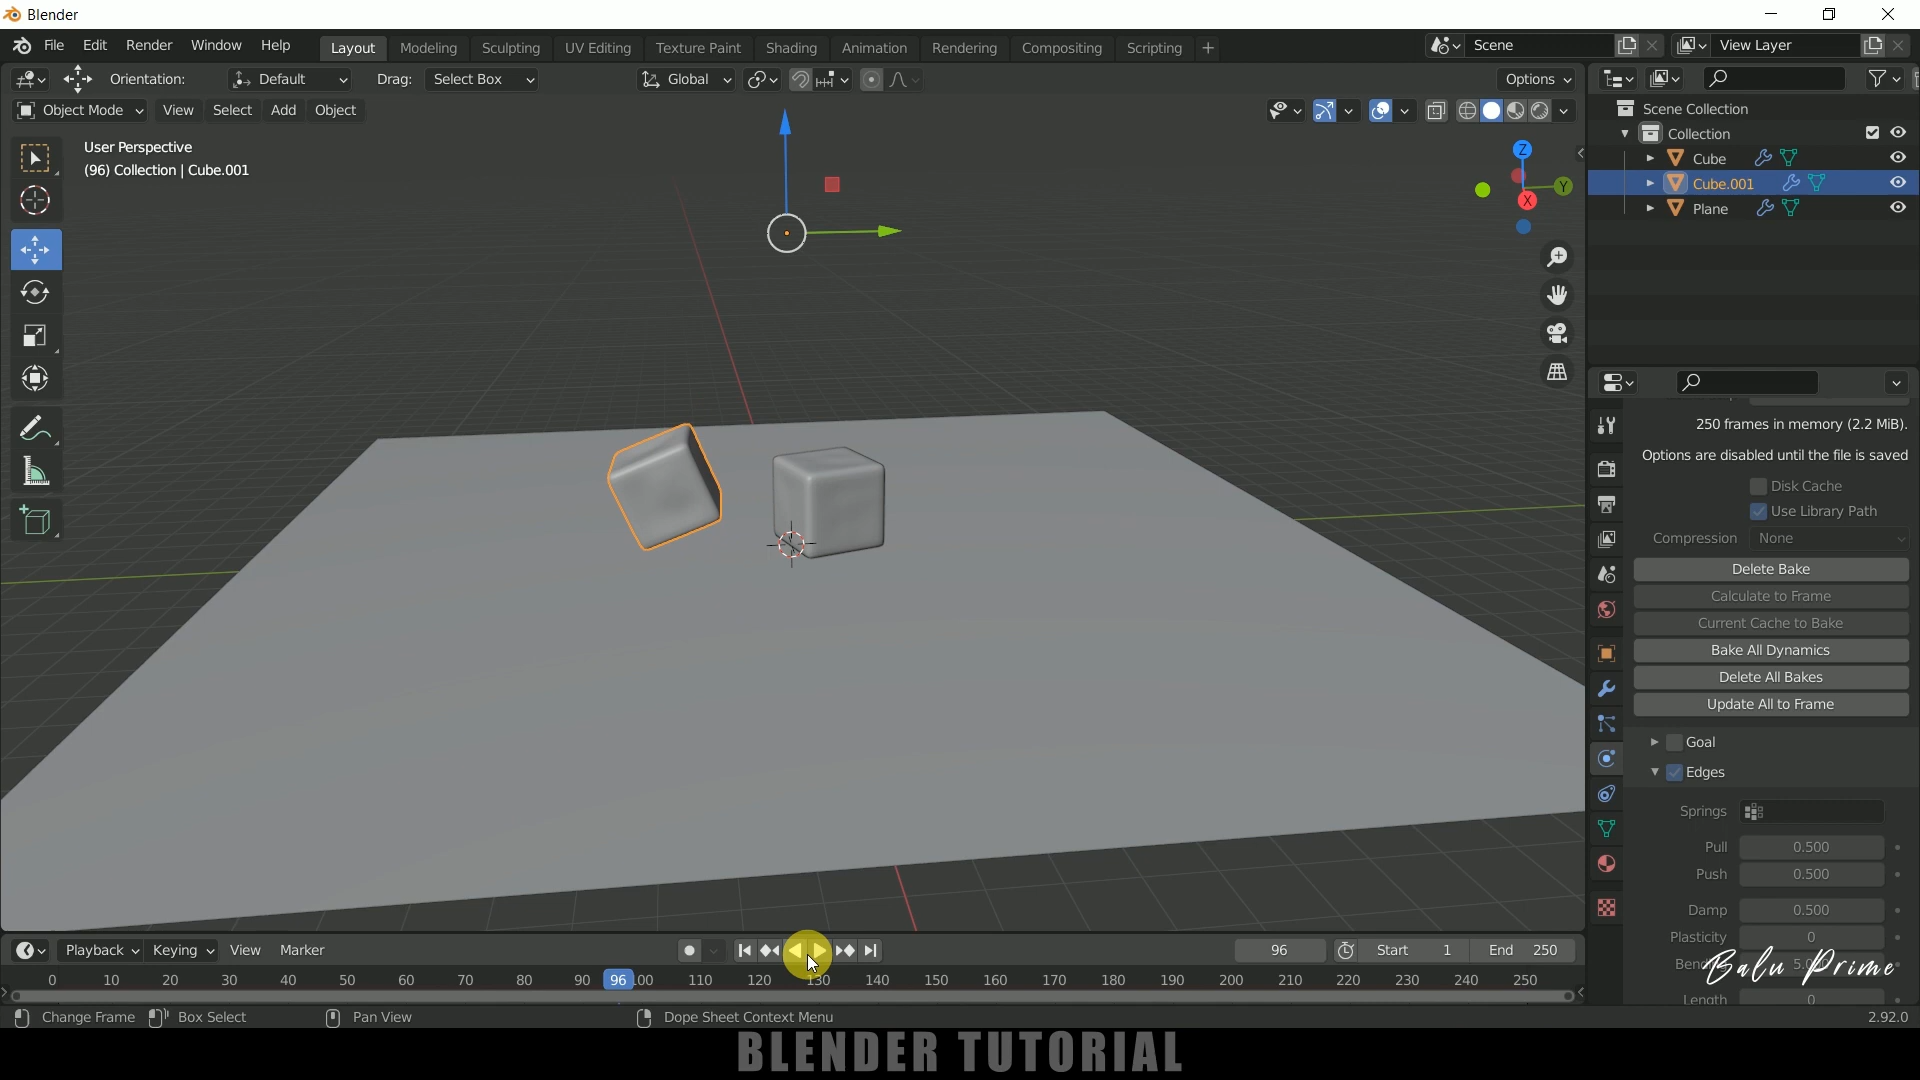 Blender
File Edit Render Window Help Layout Modeling Sculpting UV Editing Texture Paint Shading Animation Rendering Compositing Scripting + Scene View Layer
Orientation: Default Drag: Select Box Global Options
Object Mode View Select Add Object
User Perspective
(96) Collection | Cube.001
Z
Y
X
Scene Collection
Collection
Cube
Cube.001
Plane
250 frames in memory (2.2 MiB).
Options are disabled until the file is saved
Disk Cache
Use Library Path
Compression None
Delete Bake
Calculate to Frame
Current Cache to Bake
Bake All Dynamics
Delete All Bakes
Update All to Frame
Goal
Edges
Springs
Pull 0.500
Push 0.500
Damp 0.500
Plasticity 0
Balu Prime
Length 0
Playback Keying View Marker 96 Start 1 End 250
0 10 20 30 40 50 60 70 80 90 96 100 110 120 130 140 150 160 170 180 190 200 210 220 230 240 250
Change Frame Box Select Pan View Dope Sheet Context Menu 2.92.0
BLENDER TUTORIAL